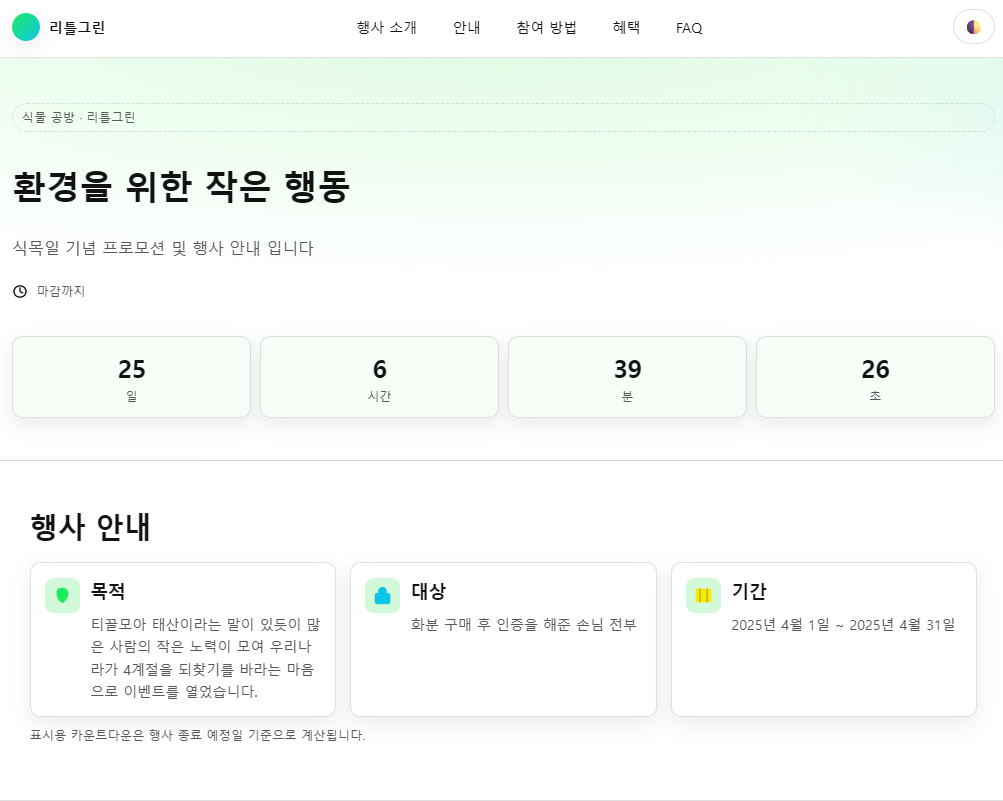 리틀그린
행사 소개
안내
참여 방법
혜택
FAQ
식물 공방 · 리틀그린
환경을 위한 작은 행동
식목일 기념 프로모션 및 행사 안내 입니다
마감까지
25
일
6
시간
39
분
26
초
행사 안내
목적
티끌모아 태산이라는 말이 있듯이 많
은 사람의 작은 노력이 모여 우리나
라가 4계절을 되찾기를 바라는 마음
으로 이벤트를 열었습니다.
대상
화분 구매 후 인증을 해준 손님 전부
기간
2025년 4월 1일 ~ 2025년 4월 31일
표시용 카운트다운은 행사 종료 예정일 기준으로 계산됩니다.